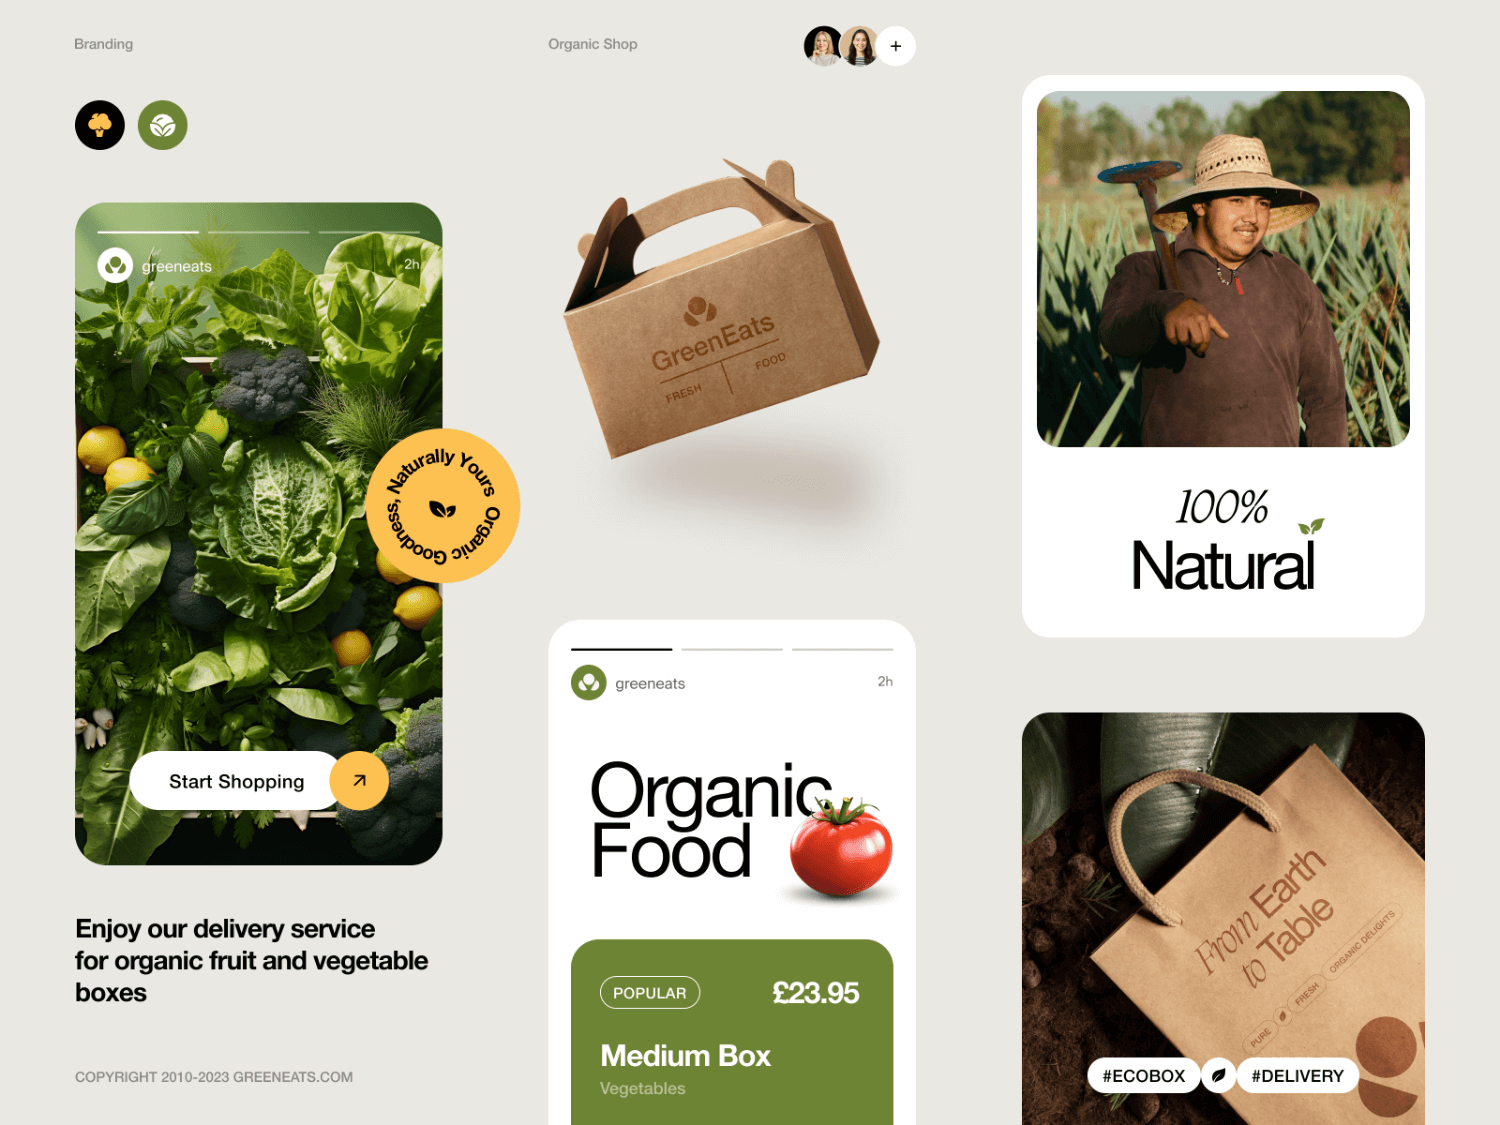 Branding
Organic Shop
+
greeneats
2h
Organic Goodness, Naturally Yours
Start Shopping
Enjoy our delivery service
for organic fruit and vegetable
boxes
COPYRIGHT 2010-2023 GREENEATS.COM
GreenEats
FRESH
FOOD
greeneats
2h
Organic
Food
POPULAR
£23.95
Medium Box
Vegetables
100%
Natural
From Earth
to Table
PURE
FRESH
ORGANIC DELIGHTS
#ECOBOX
#DELIVERY